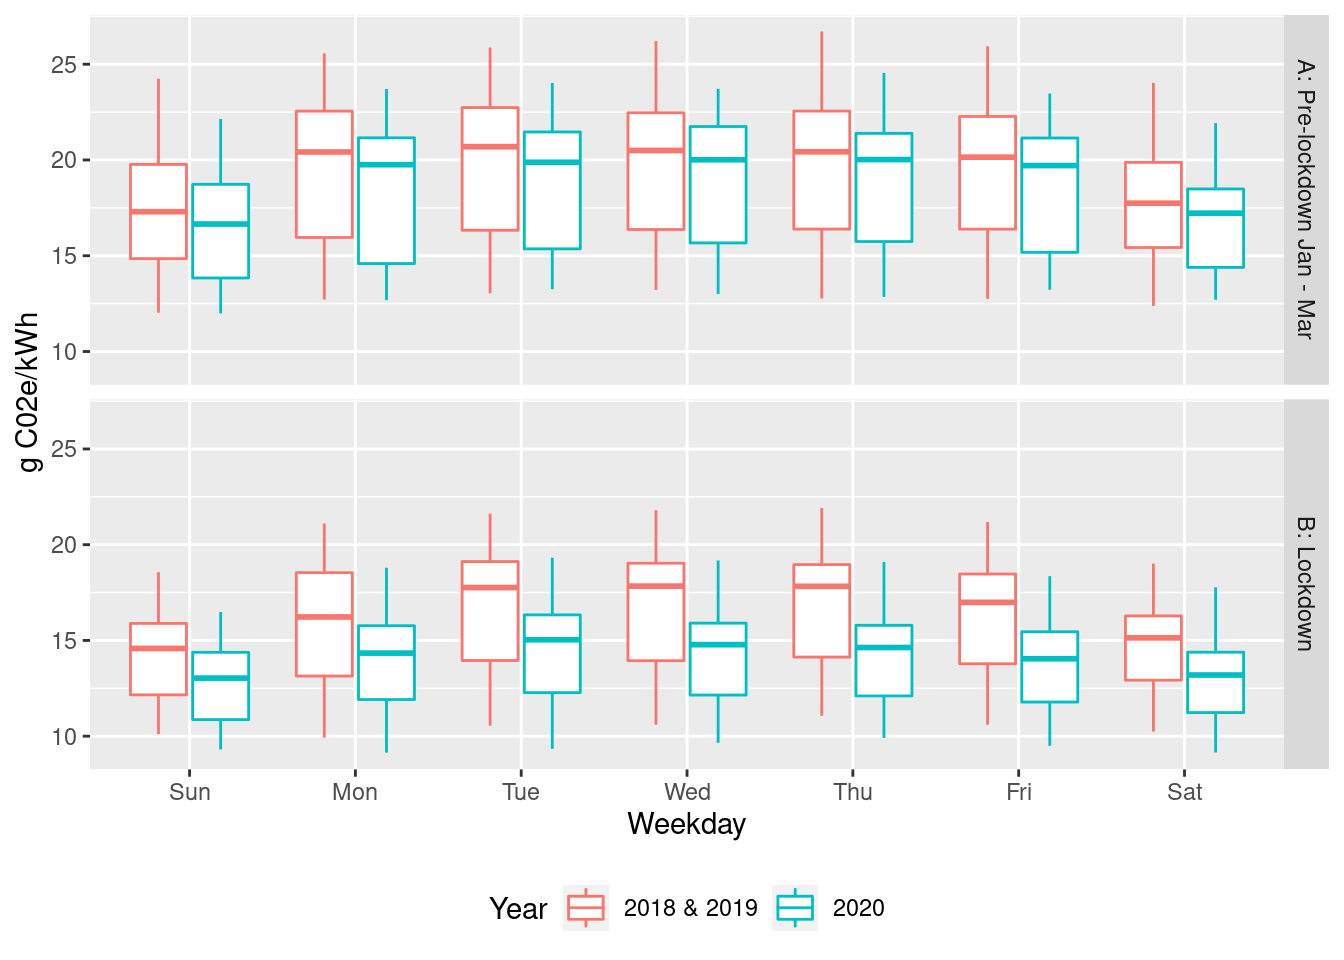 g C02e/kWh
25
20
15
10
A: Pre-lockdown Jan - Mar
25
20
15
10
B: Lockdown
Sun Mon Tue Wed Thu Fri Sat
Weekday
Year 2018 & 2019 2020